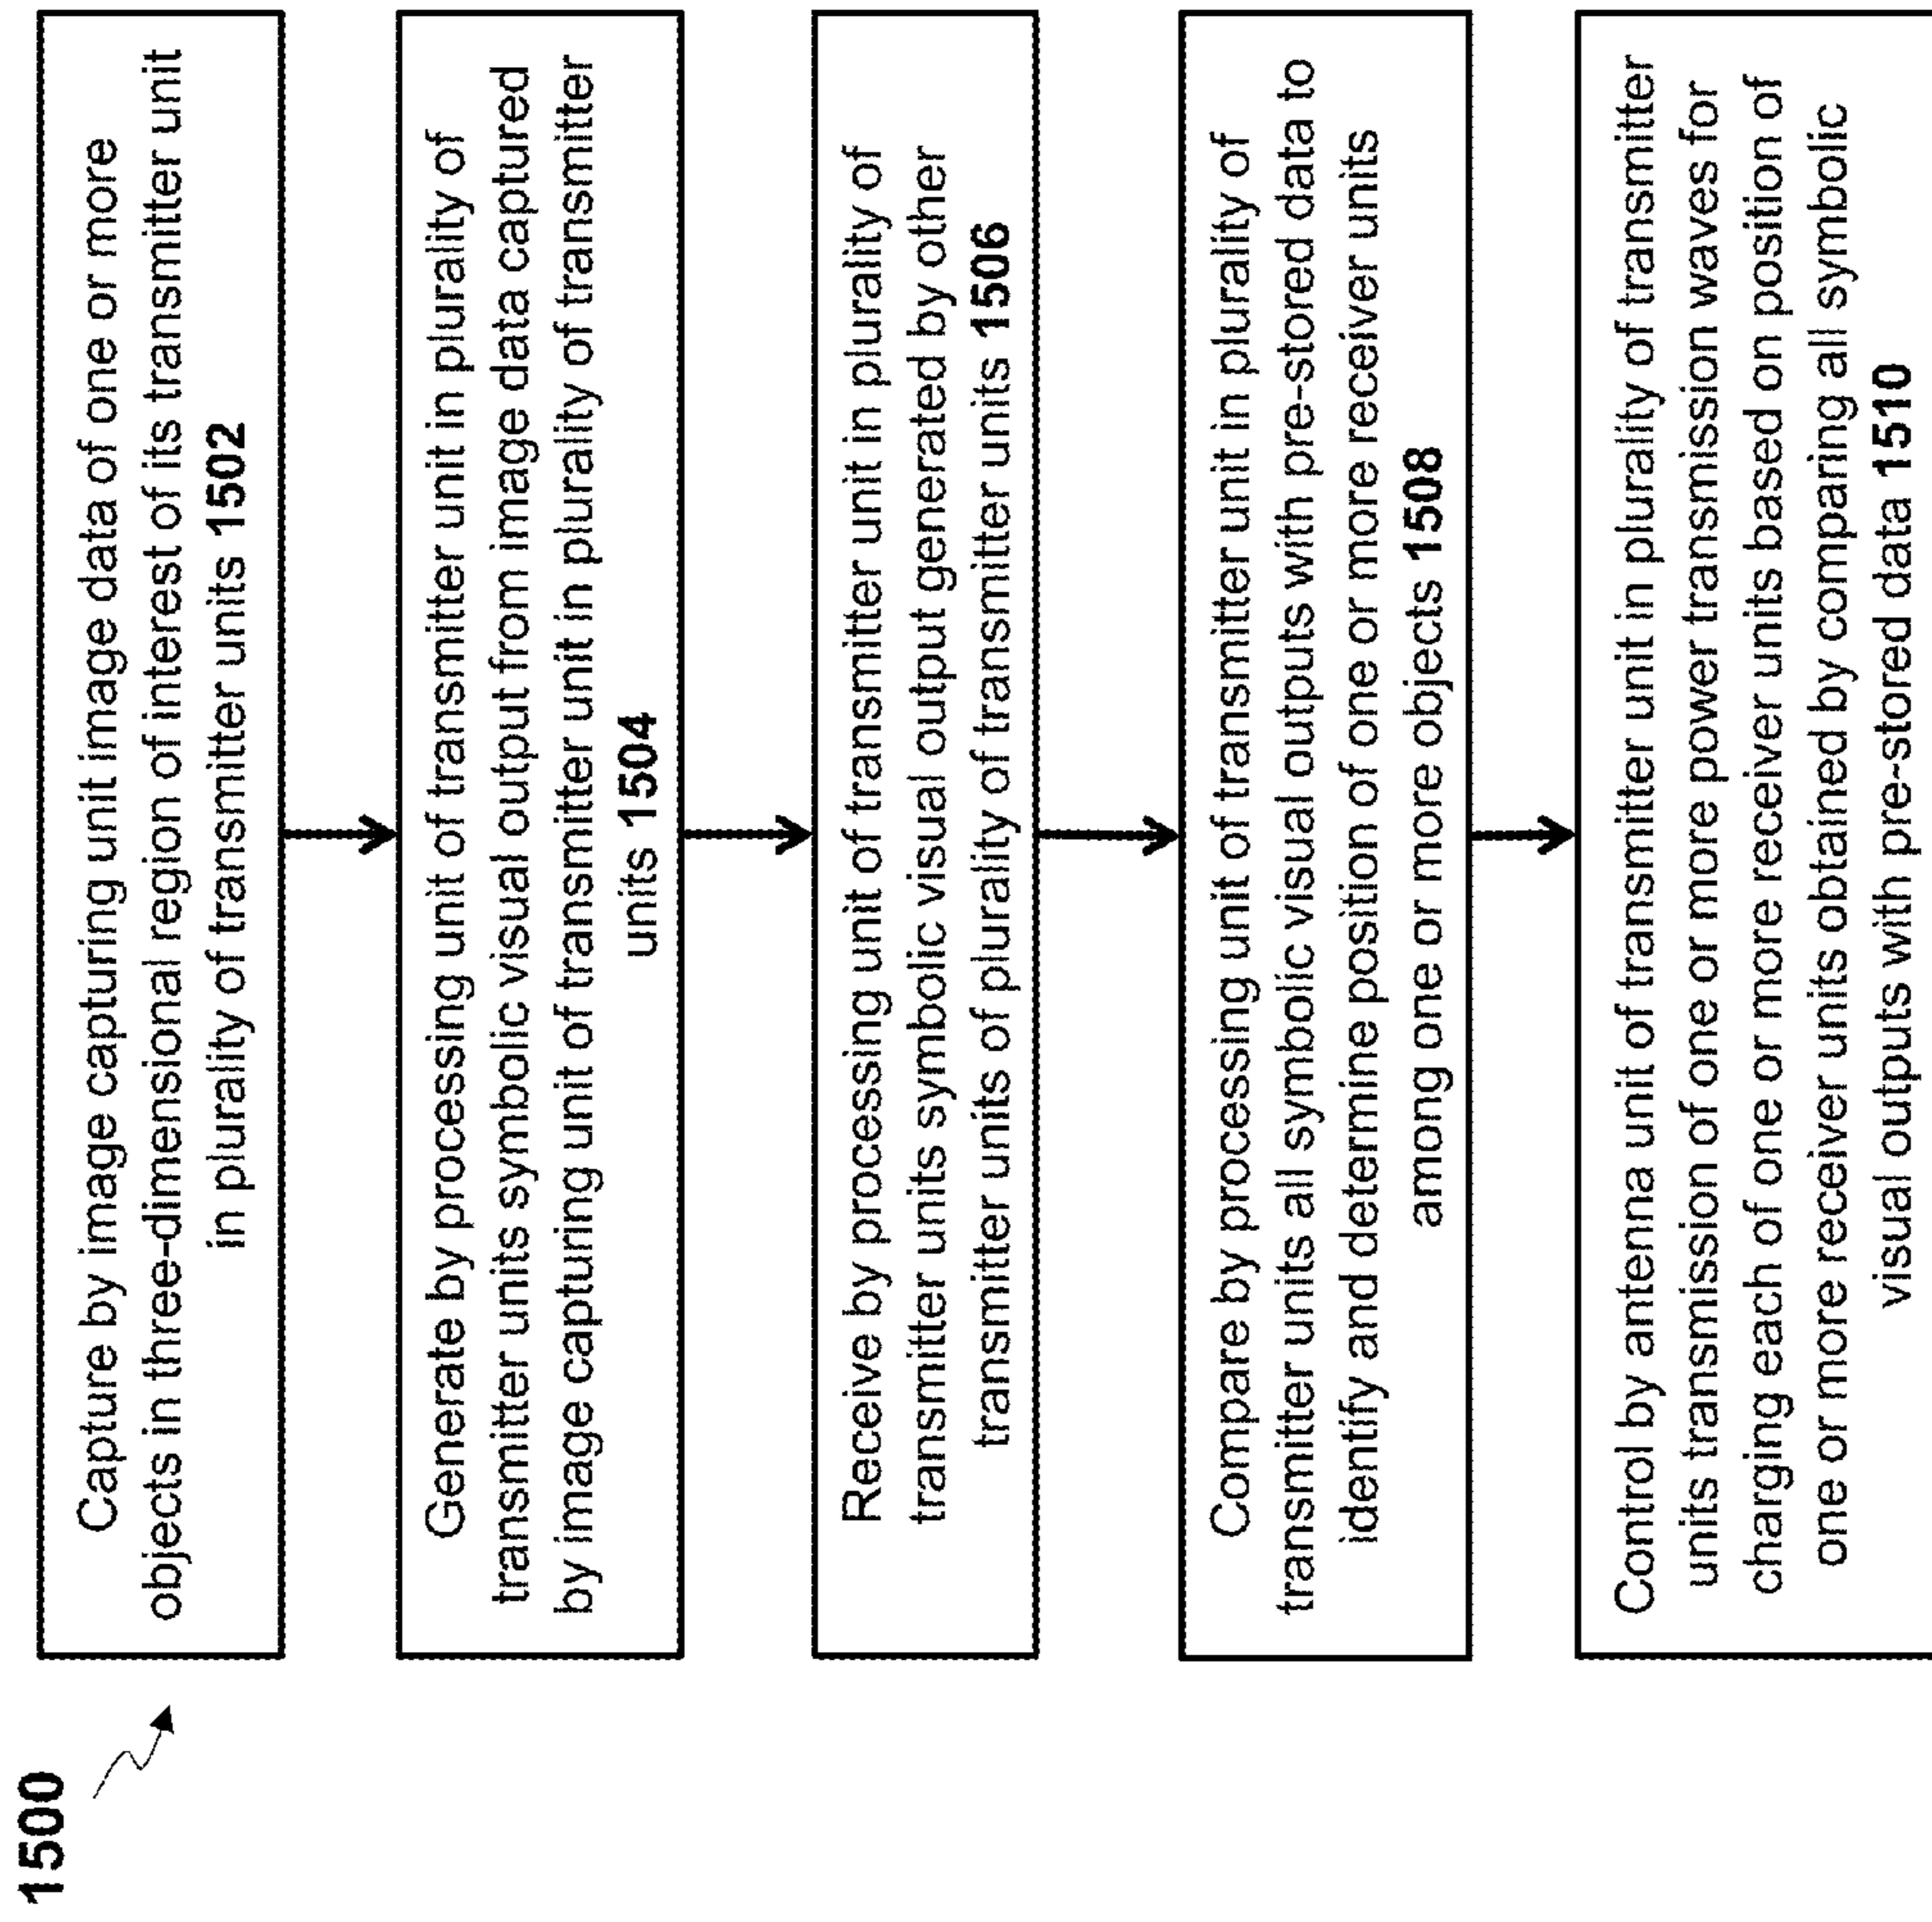 1500
Capture by image capturing unit image data of one or more
objects in three-dimensional region of interest of its transmitter unit
in plurality of transmitter units 1502
Generate by processing unit of transmitter unit in plurality of
transmitter units symbolic visual output from image data captured
by image capturing unit of transmitter unit in plurality of transmitter
units 1504
Receive by processing unit of transmitter unit in plurality of
transmitter units symbolic visual output generated by other
transmitter units of plurality of transmitter units 1506
Compare by processing unit of transmitter unit in plurality of
transmitter units all symbolic visual outputs with pre-stored data to
identify and determine position of one or more receiver units
among one or more objects 1508
Control by antenna unit of transmitter unit in plurality of transmitter
units transmission of one or more power transmission waves for
charging each of one or more receiver units based on position of
one or more receiver units obtained by comparing all symbolic
visual outputs with pre-stored data 1510